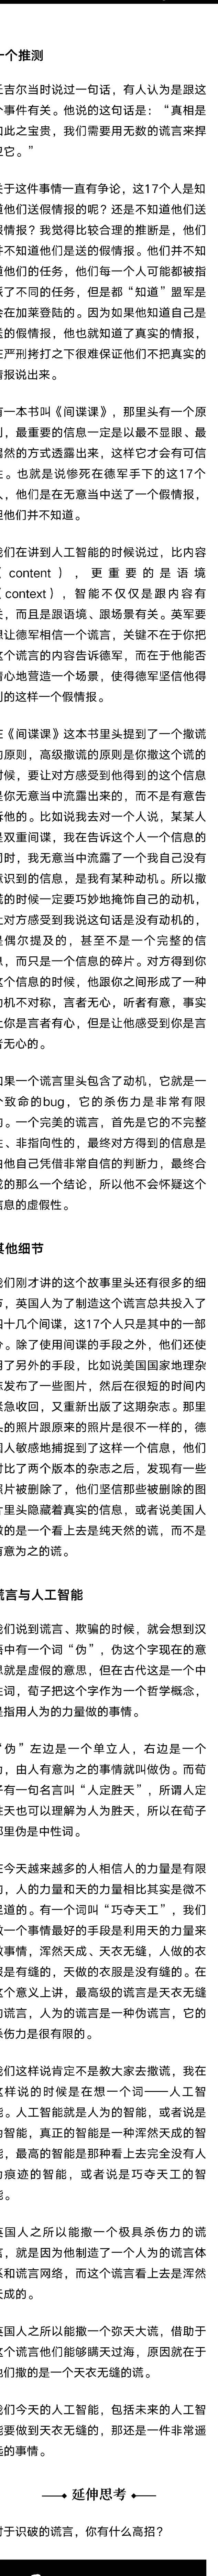 一个推测
丘吉尔当时说过一句话，有人认为是跟这
个事件有关。他说的这句话是：“真相是
如此之宝贵，我们需要用无数的谎言来捍
卫它。”
关于这件事情一直有争论，这17个人是知
道他们送假情报的呢？还是不知道他们送
假情报？我觉得比较合理的推断是，他们
并不知道他们是送的假情报。他们并不知
道他们的任务，他们每一个人可能都被指
派了不同的任务，但是都“知道”盟军是
会在加莱登陆的。因为如果他知道自己是
送的假情报，他也就知道了真实的情报，
在严刑拷打之下很难保证他们不把真实的
情报说出来。
有一本书叫《间谍课》，那里头有一个原
则，最重要的信息一定是以最不显眼、最
偶然的方式透露出来，这样它才会有可信
性。也就是说惨死在德军手下的这17个
人，他们是在无意当中送了一个假情报，
但他们并不知道。
我们在讲到人工智能的时候说过，比内容
（content），更重要的是语境
（context），智能不仅仅是跟内容有
关，而且是跟语境、跟场景有关。英军要
想让德军相信一个谎言，关键不在于你把
这个谎言的内容告诉德军，而在于他能否
精心地营造一个场景，使得德军坚信他得
到的这样一个假情报。
在《间谍课》这本书里头提到了一个撒谎
的原则，高级撒谎的原则是你撒这个谎的
时候，要让对方感受到他得到的这个信息
是你无意当中流露出来的，而不是有意告
诉他的。比如说我去对一个人说，某某人
是双重间谍，我在告诉这个人一个信息的
同时，我无意当中流露了一个我自己没有
意识到的信息，是我有某种动机。所以撒
谎的时候一定要巧妙地掩饰自己的动机，
让对方感受到我说这句话是没有动机的，
是偶尔提及的，甚至不是一个完整的信
息，而只是一个信息的碎片。对方得到你
这个信息的时候，他跟你之间形成了一种
动机不对称，言者无心，听者有意，事实
上你是言者有心，但是让他感受到你是言
者无心的。
如果一个谎言里头包含了动机，它就是一
个致命的bug，它的杀伤力是非常有限
的。一个完美的谎言，首先是它的不完整
性、非指向性的，最终对方得到的信息是
由他自己凭借非常自信的判断力，最终合
成的那么一个结论，所以他不会怀疑这个
信息的虚假性。
其他细节
我们刚才讲的这个故事里头还有很多的细
节，英国人为了制造这个谎言总共投入了
四十几个间谍，这17个人只是其中的一部
分。除了使用间谍的手段之外，他们还使
用了另外的手段，比如说美国国家地理杂
志发布了一些图片，然后在很短的时间内
紧急收回，又重新出版了这期杂志。那里
头的照片跟原来的照片是很不一样的，德
国人敏感地捕捉到了这样一个信息，他们
对比了两个版本的杂志之后，发现有一些
照片被删除了，他们坚信那些被删除的图
片里头隐藏着真实的信息，或者说美国人
做的是一个看上去是纯天然的谎，而不是
有意为之的谎。
谎言与人工智能
我们说到谎言、欺骗的时候，就会想到汉
语中有一个词“伪”，伪这个字现在的意
思就是虚假的意思，但在古代这是一个中
性词，荀子把这个字作为一个哲学概念，
是指用人为的力量做的事情。
“伪”左边是一个单立人，右边是一个
为，由人有意为之的事情就叫做伪。而荀
子有一句名言叫“人定胜天”，所谓人定
胜天也可以理解为人为胜天，所以在荀子
那里伪是中性词。
在今天越来越多的人相信人的力量是有限
的，人的力量和天的力量相比其实是微不
足道的。有一个词叫“巧夺天工”，我们
做一个事情最好的手段是利用天的力量来
做事情，浑然天成、天衣无缝，人做的衣
服是有缝的，天做的衣服是没有缝的。在
这个意义上讲，最高级的谎言是天衣无缝
的谎言，人为的谎言是一种伪谎言，它的
杀伤力是很有限的。
我们这样说肯定不是教大家去撒谎，我在
这样说的时候是在想一个词——人工智
能。人工智能就是人为的智能，或者说是
伪智能，真正的智能是一种浑然天成的智
能，最高的智能是那种看上去完全没有人
为痕迹的智能，或者说是巧夺天工的智
能。
英国人之所以能撒一个极具杀伤力的谎
言，就是因为他制造了一个人为的谎言体
系和谎言网络，而这个谎言看上去是浑然
天成的。
英国人之所以能撒一个弥天大谎，借助于
这个谎言他们能够瞒天过海，原因就在于
他们撒的是一个天衣无缝的谎。
我们今天的人工智能，包括未来的人工智
能要做到天衣无缝的，那还是一件非常遥
远的事情。
延伸思考
对于识破的谎言，你有什么高招？